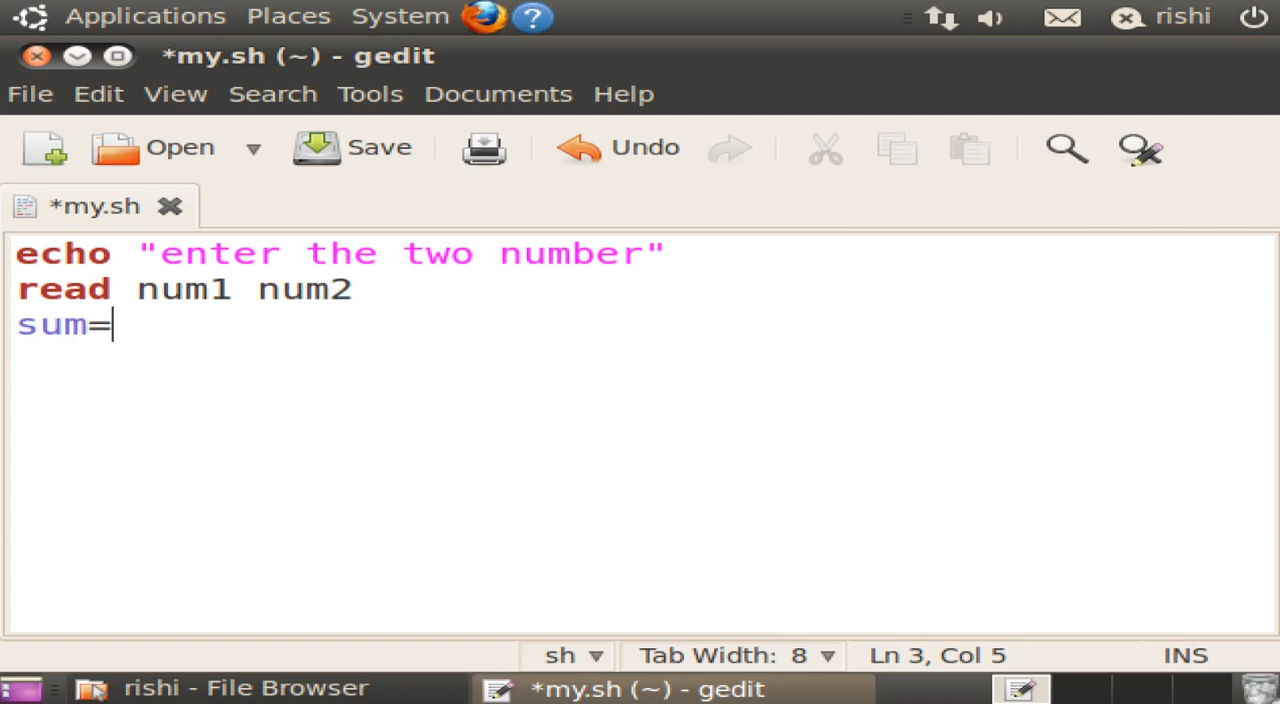 Applications Places System rishi
*my.sh (~) - gedit
File Edit View Search Tools Documents Help
Open Save Undo
*my.sh
echo "enter the two number"
read num1 num2
sum=
sh Tab Width: 8 Ln 3, Col 5 INS
rishi - File Browser *my.sh (~) - gedit